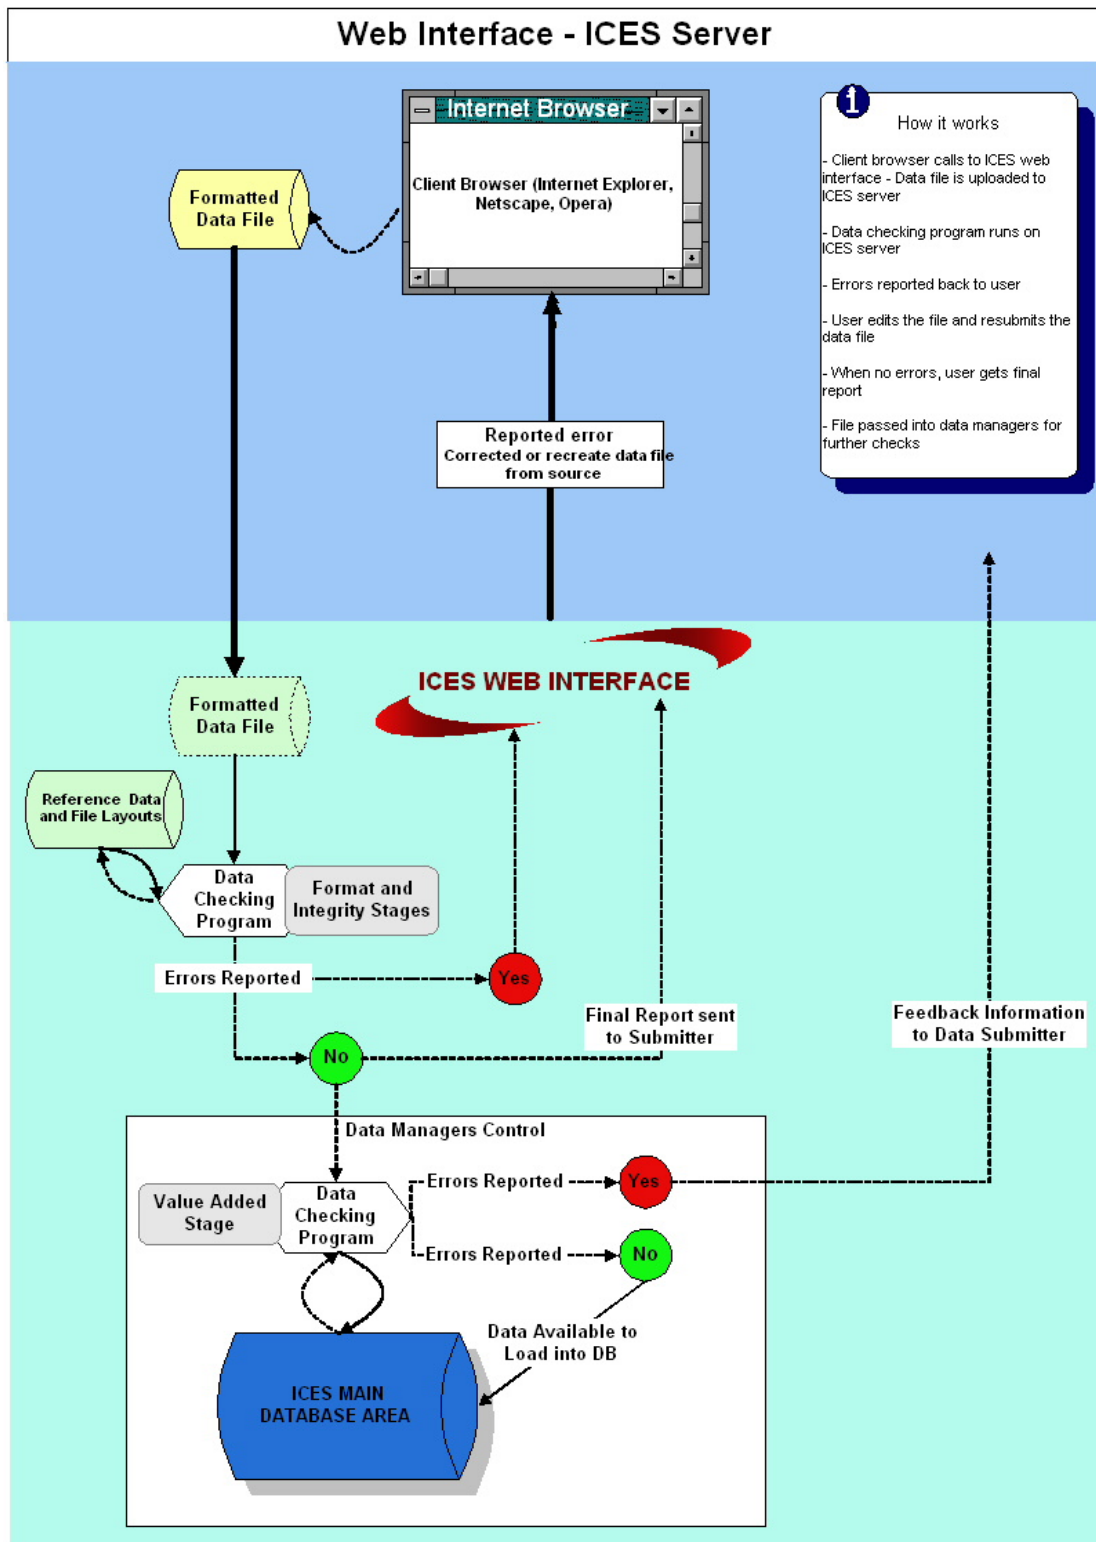 Web Interface - ICES Server
Internet Browser
Client Browser (Internet Explorer,
Netscape, Opera)
Formatted
Data File
1
How it works
- Client browser calls to ICES web
interface - Data file is uploaded to
ICES server
- Data checking program runs on
ICES server
- Errors reported back to user
- User edits the file and resubmits the
data file
- When no errors, user gets final
report
- File passed into data managers for
further checks
Reported error
Corrected or recreate data file
from source
ICES WEB INTERFACE
Formatted
Data File
Reference Data
and File Layouts
Data
Checking
Program
Format and
Integrity Stages
Errors Reported
Yes
Final Report sent
to Submitter
Feedback Information
to Data Submitter
No
Data Managers Control
Value Added
Stage
Data
Checking
Program
Errors Reported
Yes
Errors Reported
No
Data Available to
Load into DB
ICES MAIN
DATABASE AREA